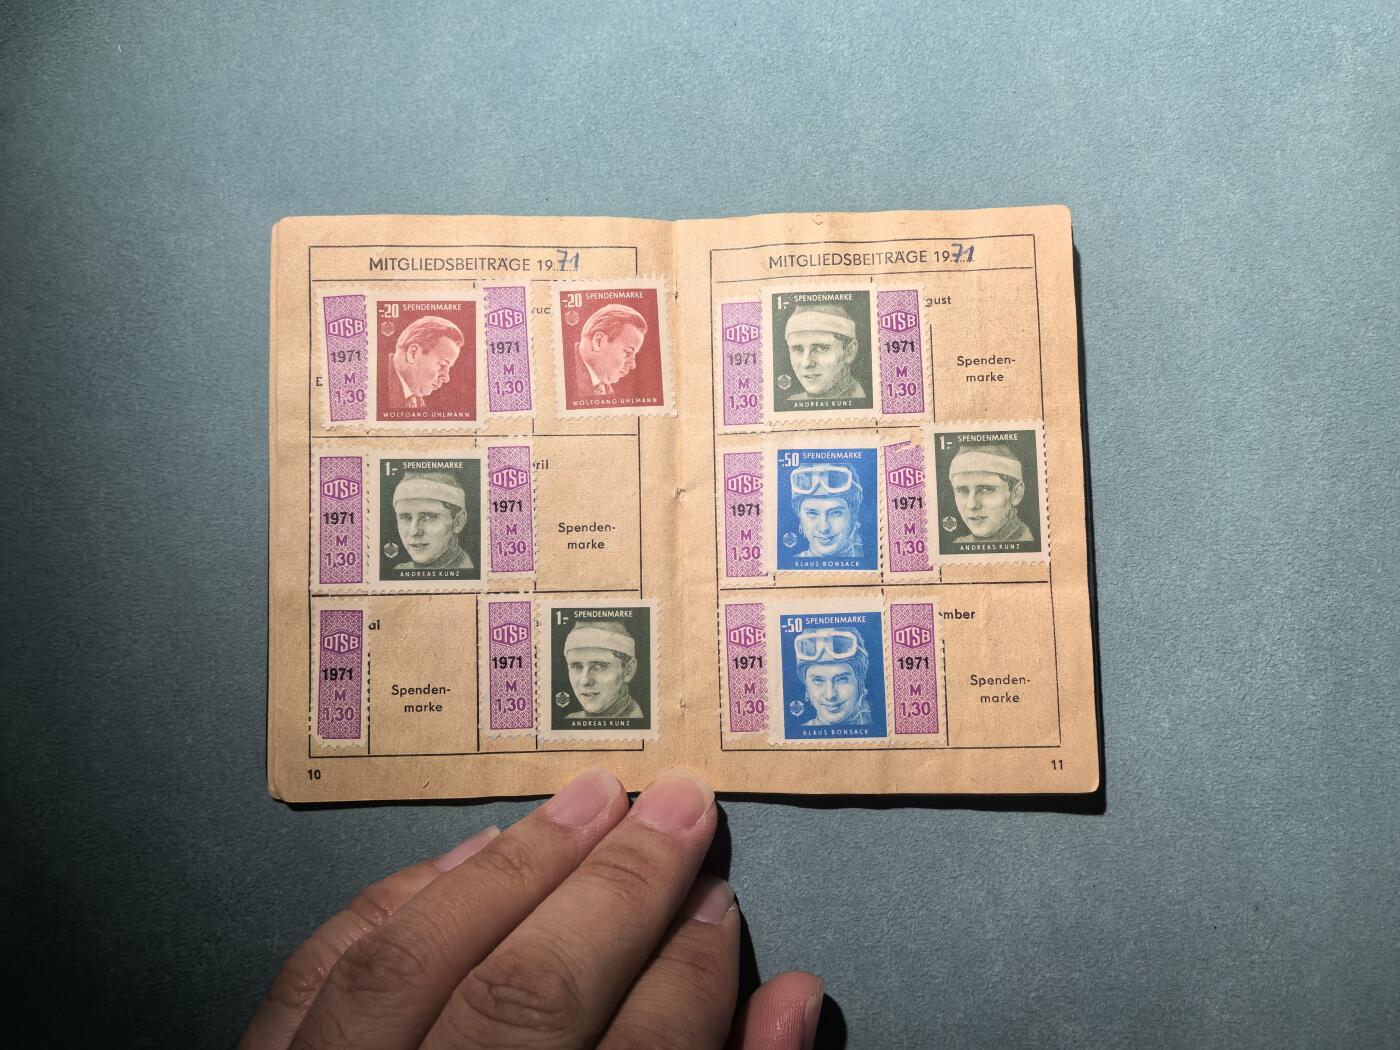 MITGLIEDSBEITRÄGE 1971
DTSB
1971
M
1,30
-.20 SPENDENMARKE
WOLFGANG UHLMANN
DTSB
1971
M
1,30
ruc
-.20 SPENDENMARKE
WOLFGANG UHLMANN
DTSB
1971
M
1,30
1,- SPENDENMARKE
ANDREAS KUNZ
DTSB
1971
M
1,30
ril
Spenden-
marke
DTSB
1971
M
1,30
ai
Spenden-
marke
DTSB
1971
M
1,30
1,- SPENDENMARKE
ANDREAS KUNZ
10
MITGLIEDSBEITRÄGE 1971
DTSB
1971
M
1,30
1,- SPENDENMARKE
ANDREAS KUNZ
DTSB
1971
M
1,30
gust
Spenden-
marke
DTSB
1971
M
1,30
-.50 SPENDENMARKE
KLAUS BONSACK
DTSB
1971
M
1,30
1,- SPENDENMARKE
ANDREAS KUNZ
DTSB
1971
M
1,30
-.50 SPENDENMARKE
KLAUS BONSACK
DTSB
1971
M
1,30
mber
Spenden-
marke
11